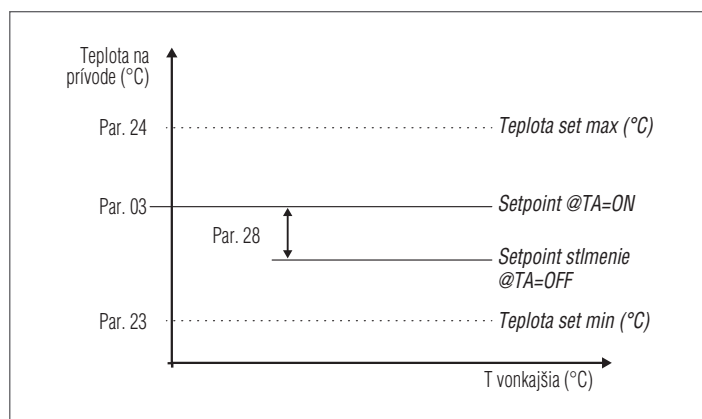 Teplota na
prívode (°C)
Par. 24
Teplota set max (°C)
Par. 03
Setpoint @TA=ON
Par. 28
Setpoint stlmenie
@TA=OFF
Par. 23
Teplota set min (°C)
T vonkajšia (°C)